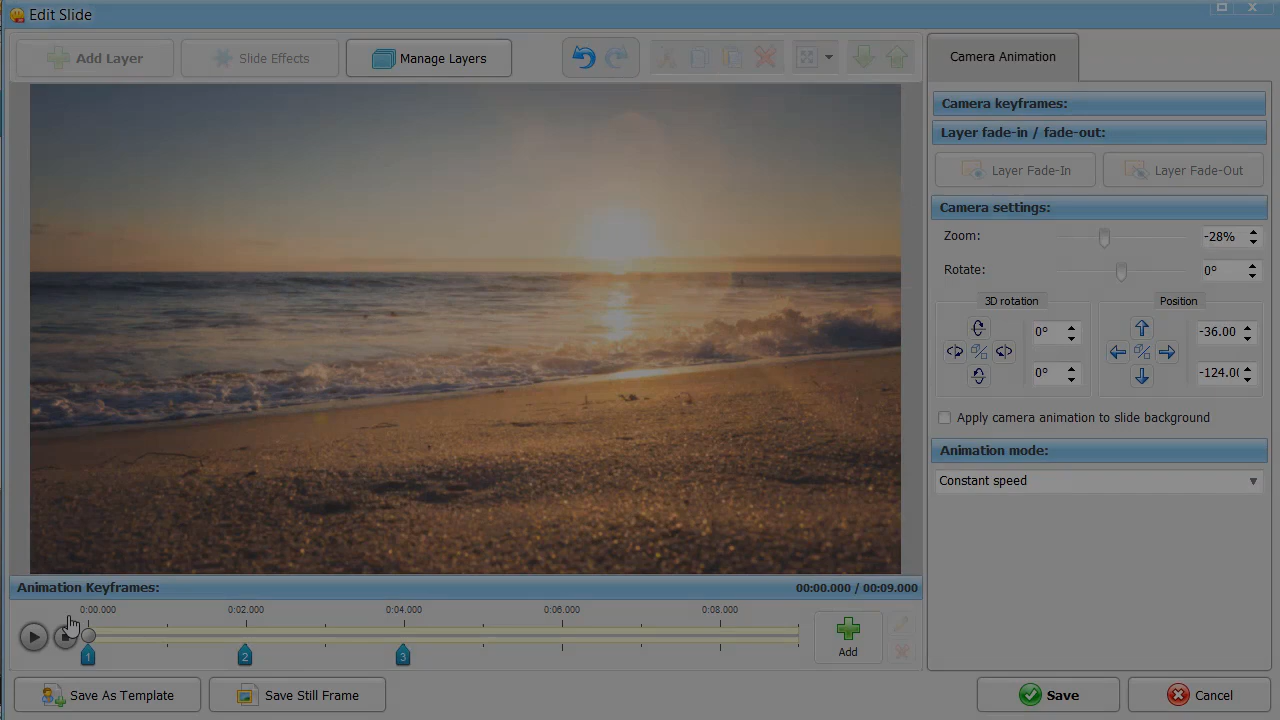 Edit Slide
Add Layer
Slide Effects
Manage Layers
Camera Animation
Camera keyframes:
Layer fade-in / fade-out:
Layer Fade-In
Layer Fade-Out
Camera settings:
Zoom:
-28%
Rotate:
0°
3D rotation
Position
0°
-36.00
0°
-124.0(
Apply camera animation to slide background
Animation mode:
Constant speed
Animation Keyframes:
00:00.000 / 00:09.000
0:00.000
0:02.000
0:04.000
0:06.000
0:08.000
1
2
3
Add
Save As Template
Save Still Frame
Save
Cancel